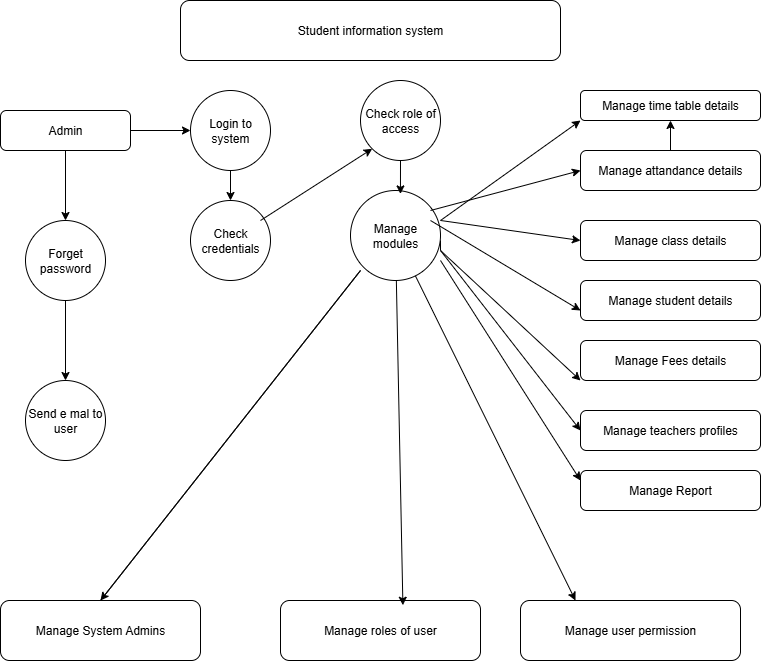 Student information system
Admin
Login to
system
Check role of
access
Manage time table details
Manage attandance details
Forget
password
Check
credentials
Manage
modules
Manage class details
Manage student details
Manage Fees details
Send e mal to
user
Manage teachers profiles
Manage Report
Manage System Admins
Manage roles of user
Manage user permission